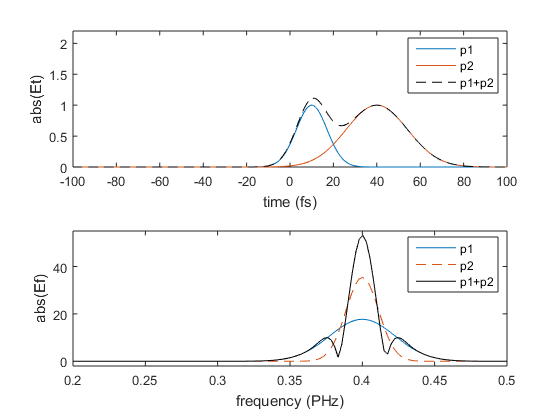 2
1.5
1
0.5
0
abs(Et)
p1
p2
p1+p2
-100 -80 -60 -40 -20 0 20 40 60 80 100
time (fs)
40
20
0
abs(Ef)
p1
p2
p1+p2
0.2 0.25 0.3 0.35 0.4 0.45 0.5
frequency (PHz)